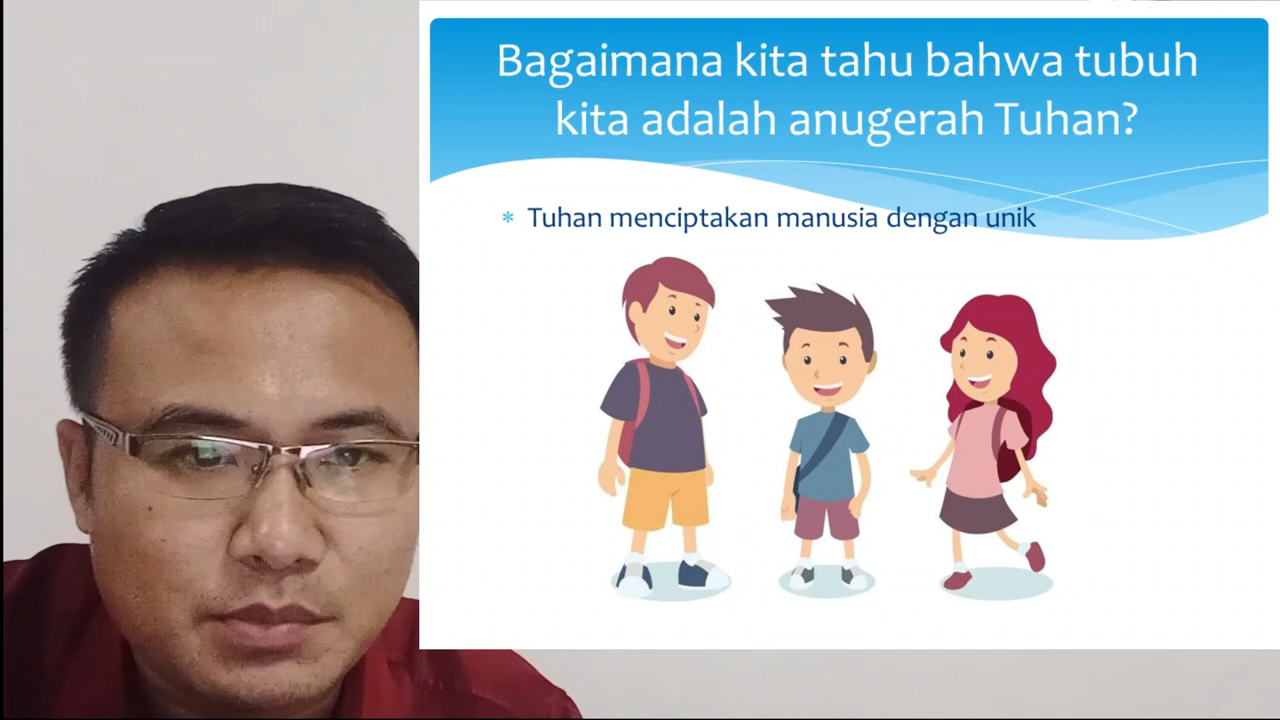 Bagaimana kita tahu bahwa tubuh
kita adalah anugerah Tuhan?
* Tuhan menciptakan manusia dengan unik